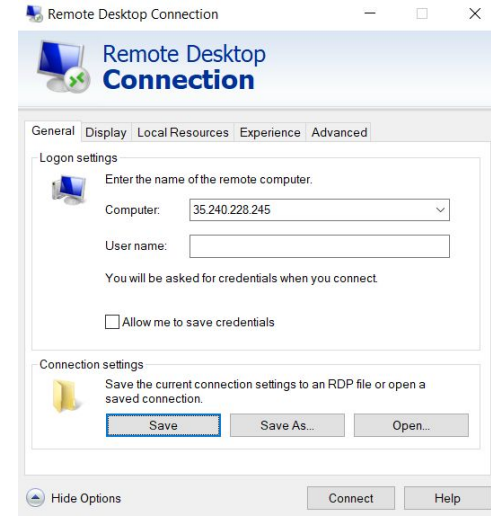 Remote Desktop Connection
Remote Desktop
Connection
General Display Local Resources Experience Advanced
Logon settings
Enter the name of the remote computer.
Computer: 35.240.228.245
User name:
You will be asked for credentials when you connect.
Allow me to save credentials
Connection settings
Save the current connection settings to an RDP file or open a
saved connection.
Save Save As... Open...
Hide Options Connect Help